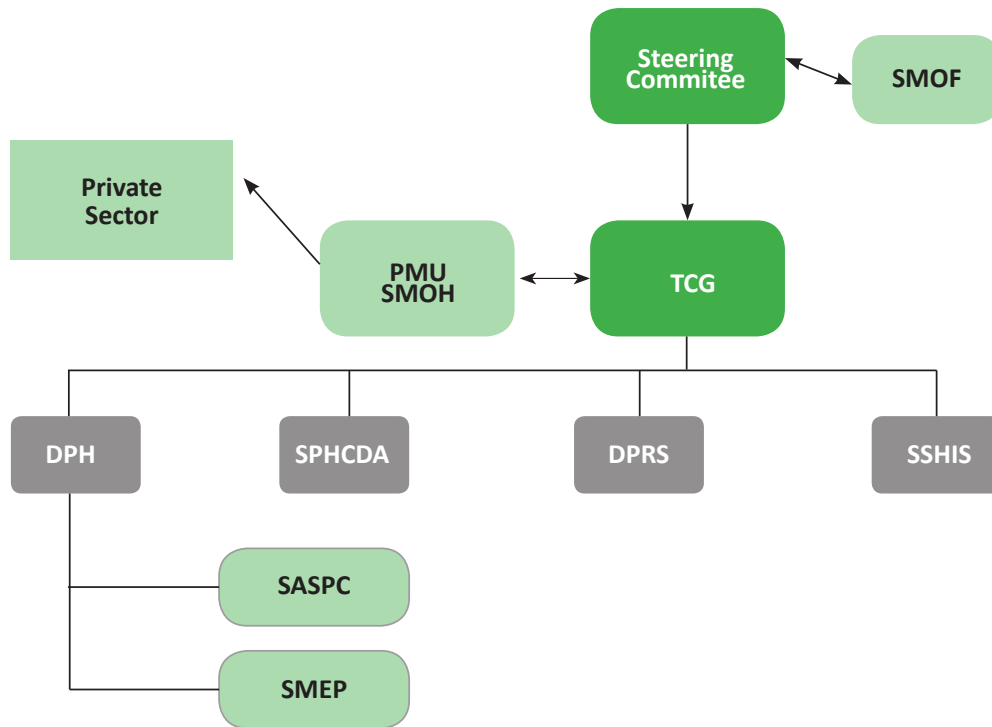 Steering
Commitee
SMOF
Private
Sector
PMU
SMOH
TCG
DPH
SPHCDA
DPRS
SSHIS
SASPC
SMEP